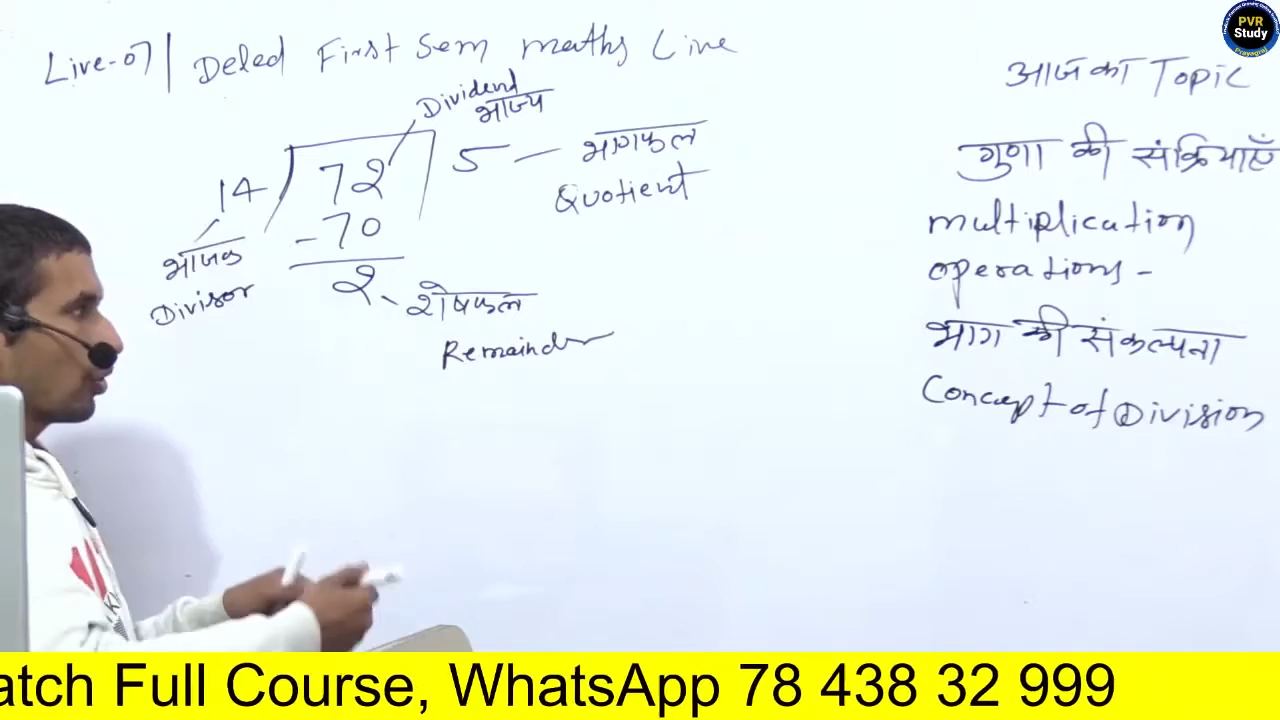 Live-07 | Deled First Sem maths Live
Dividend
भाज्य
14 72 5 — भागफल
Quotient
-70
भाजक
Divisor
2 शेषफल
Remainder
आज का Topic
गुणा की संक्रियाएँ
multiplication
operations -
भाग की संकल्पना
Concept of Division
PVR
Study
Prayagraj
atch Full Course, WhatsApp 78 438 32 999